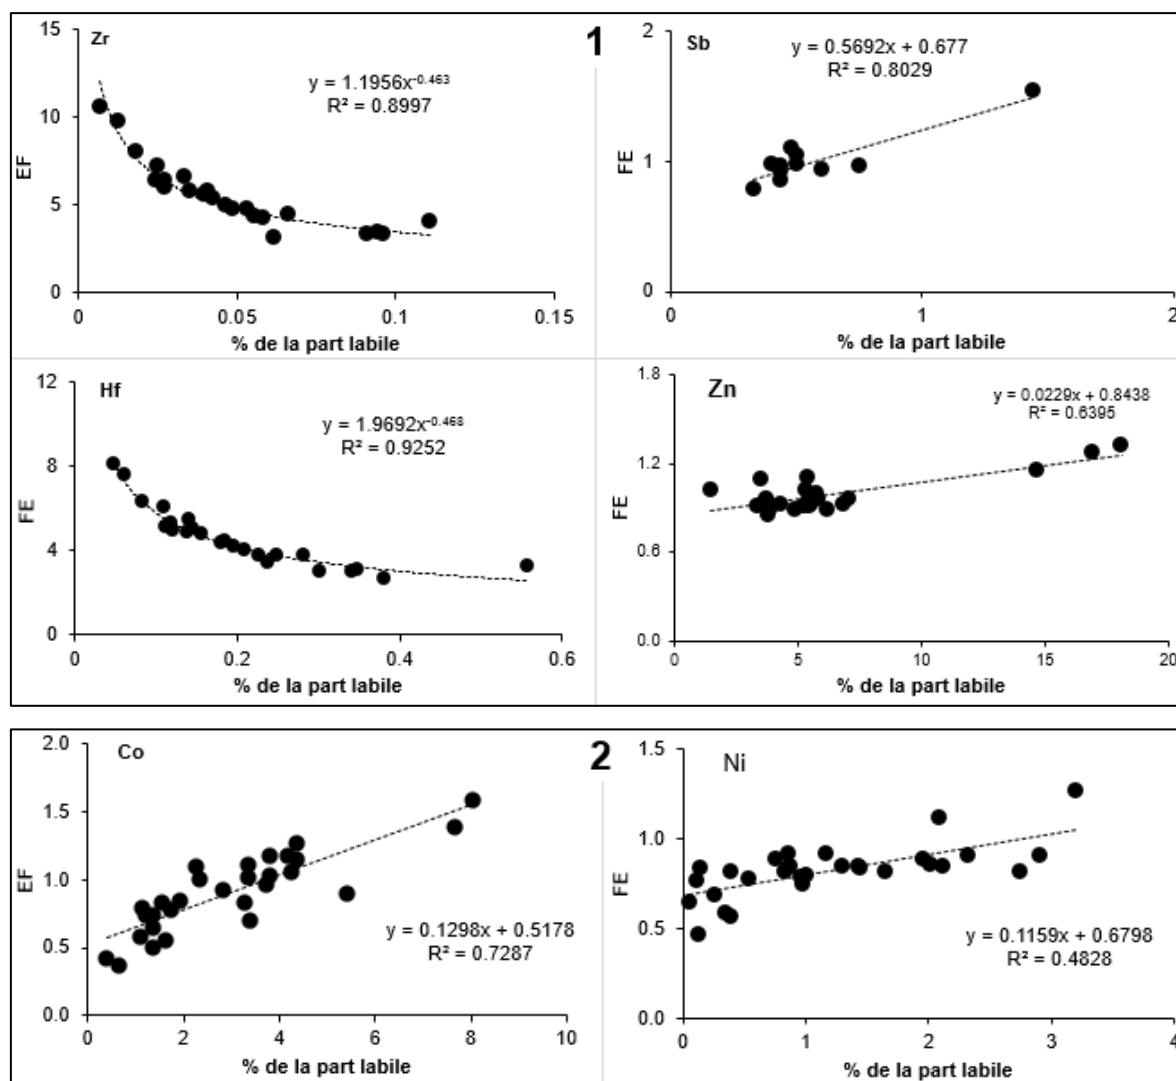 Zr
1
y = 1.1956x^-0.463
R² = 0.8997
EF
15
10
5
0
0 0.05 0.1 0.15
% de la part labile
Sb
y = 0.5692x + 0.677
R² = 0.8029
FE
2
1
0
0 1 2
% de la part labile
Hf
y = 1.9692x^-0.468
R² = 0.9252
FE
12
8
4
0
0 0.2 0.4 0.6
% de la part labile
Zn
y = 0.0229x + 0.8438
R² = 0.6395
FE
1.8
1.2
0.6
0.0
0 5 10 15 20
% de la part labile
Co
2
y = 0.1298x + 0.5178
R² = 0.7287
EF
2.0
1.5
1.0
0.5
0.0
0 2 4 6 8 10
% de la part labile
Ni
y = 0.1159x + 0.6798
R² = 0.4828
FE
1.5
1.0
0.5
0.0
0 1 2 3 4
% de la part labile